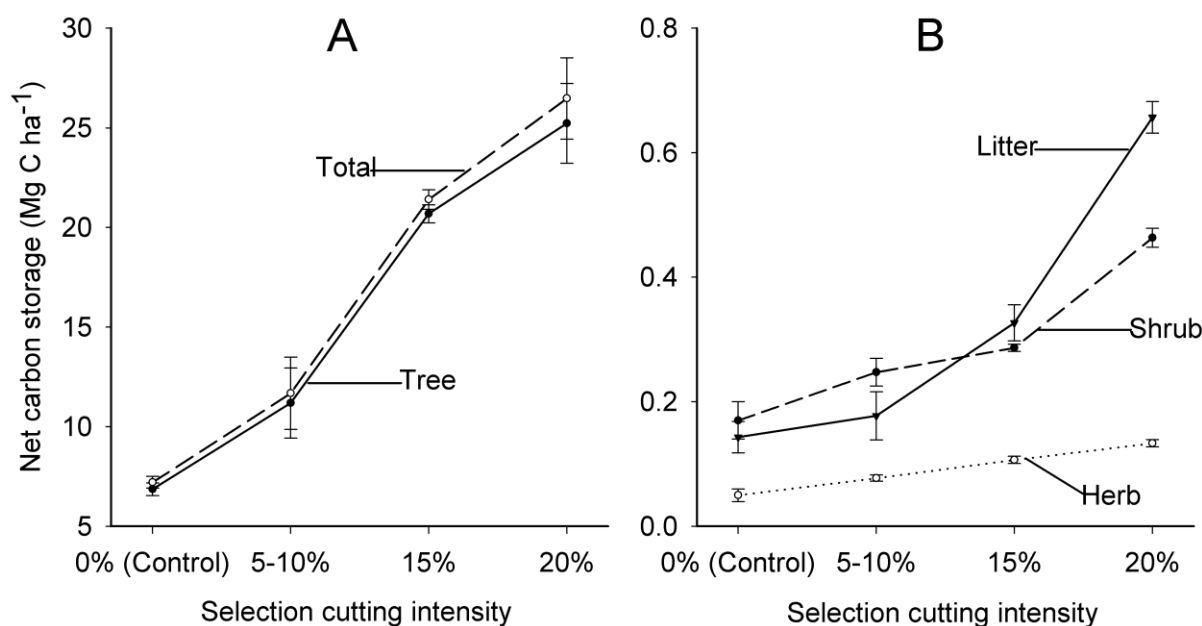 A
B
30
25
20
15
10
5
Net carbon storage (Mg C ha⁻¹)
Total
Tree
0% (Control) 5-10% 15% 20%
Selection cutting intensity
0.8
0.6
0.4
0.2
0.0
Litter
Shrub
Herb
0% (Control) 5-10% 15% 20%
Selection cutting intensity